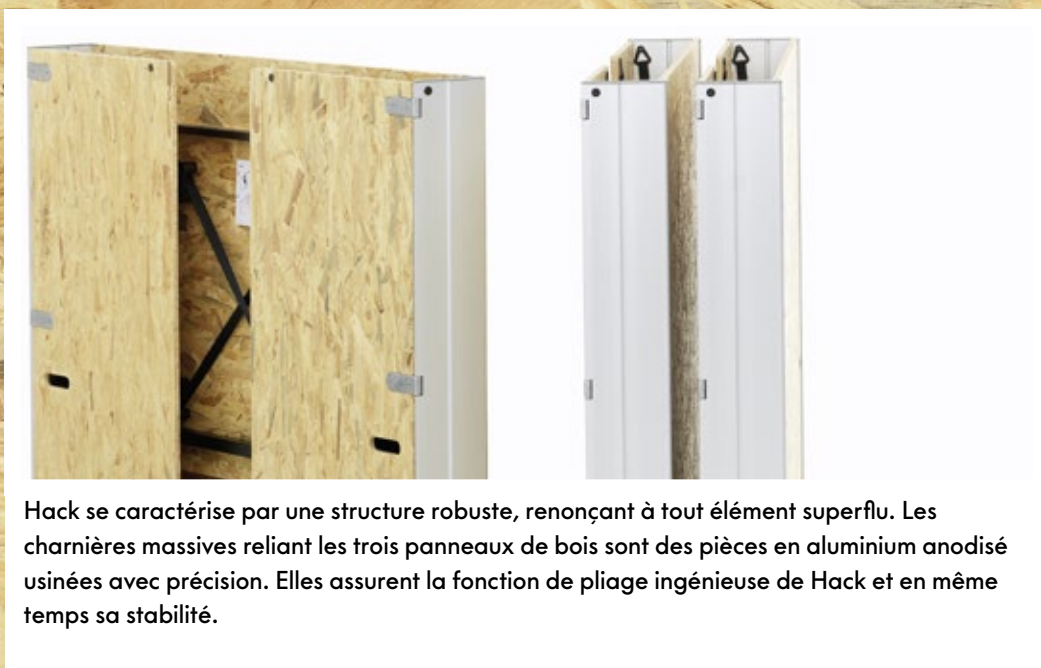 Hack se caractérise par une structure robuste, renonçant à tout élément superflu. Les
charnières massives reliant les trois panneaux de bois sont des pièces en aluminium anodisé
usinées avec précision. Elles assurent la fonction de pliage ingénieuse de Hack et en même
temps sa stabilité.